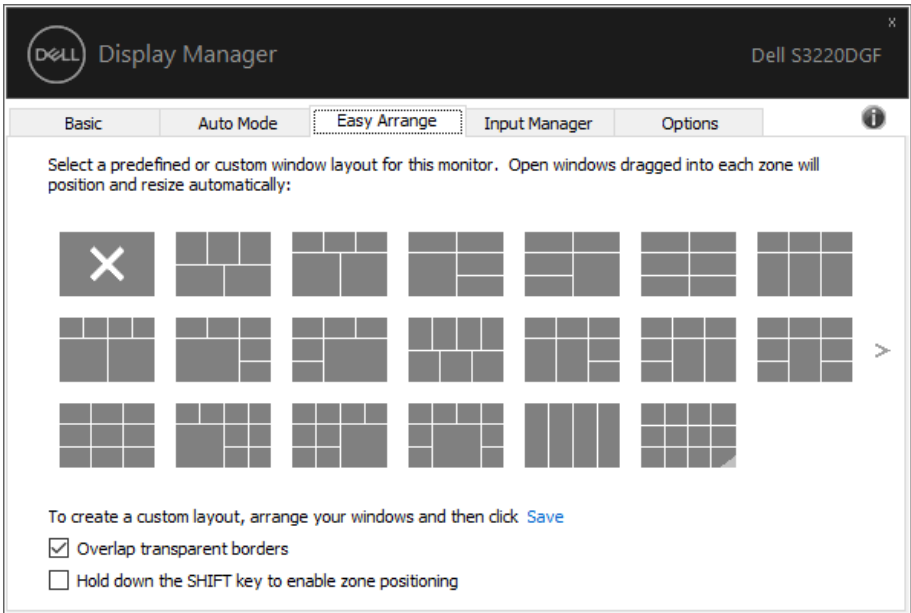 x
DELL Display Manager Dell S3220DGF
Basic Auto Mode Easy Arrange Input Manager Options i
Select a predefined or custom window layout for this monitor. Open windows dragged into each zone will
position and resize automatically:
>
To create a custom layout, arrange your windows and then click Save
Overlap transparent borders
Hold down the SHIFT key to enable zone positioning